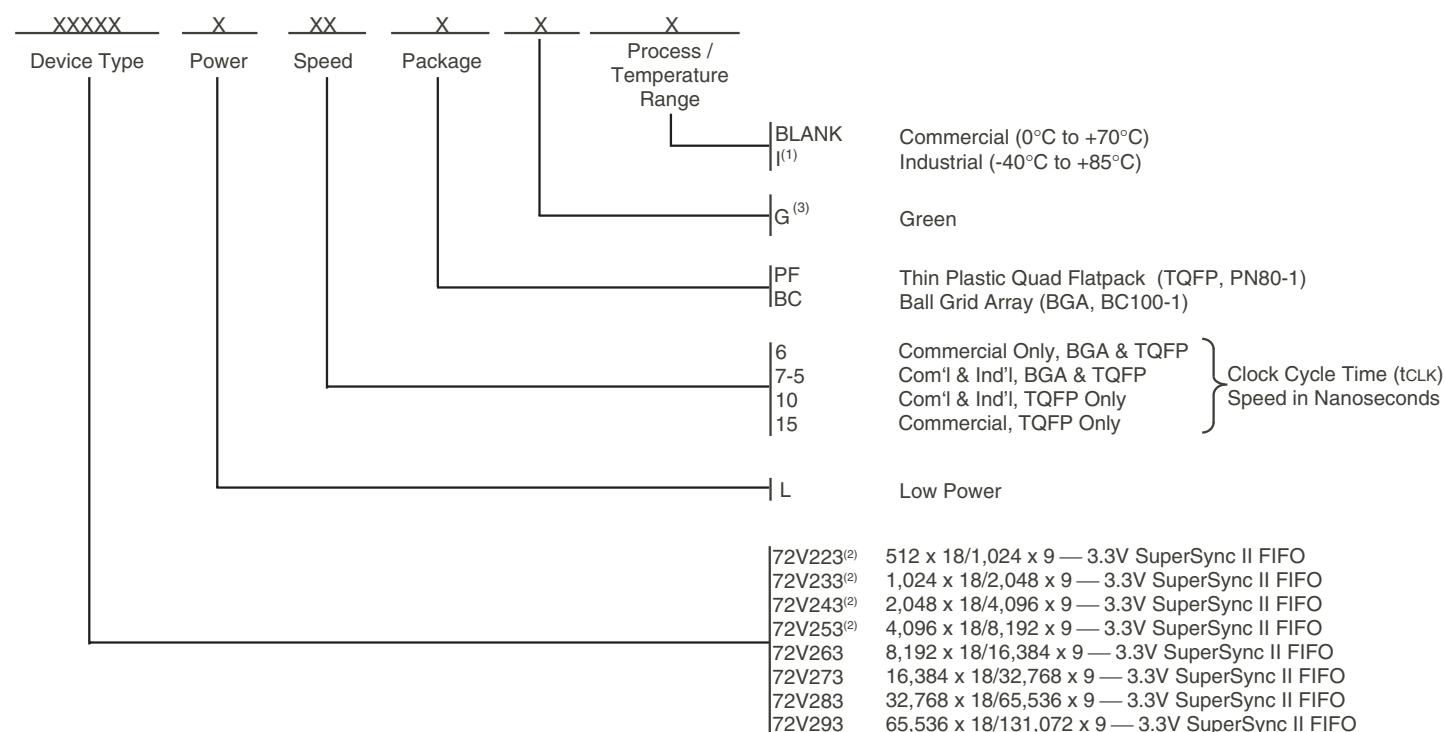 XXXXX X XX X X X
Device Type Power Speed Package Process /
Temperature
Range
BLANK Commercial (0°C to +70°C)
I(1) Industrial (-40°C to +85°C)
G (3) Green
PF Thin Plastic Quad Flatpack (TQFP, PN80-1)
BC Ball Grid Array (BGA, BC100-1)
6 Commercial Only, BGA & TQFP
7-5 Com‘l & Ind’l, BGA & TQFP
10 Com‘l & Ind’l, TQFP Only
15 Commercial, TQFP Only
Clock Cycle Time (tCLK)
Speed in Nanoseconds
L Low Power
72V223(2) 512 x 18/1,024 x 9 — 3.3V SuperSync II FIFO
72V233(2) 1,024 x 18/2,048 x 9 — 3.3V SuperSync II FIFO
72V243(2) 2,048 x 18/4,096 x 9 — 3.3V SuperSync II FIFO
72V253(2) 4,096 x 18/8,192 x 9 — 3.3V SuperSync II FIFO
72V263 8,192 x 18/16,384 x 9 — 3.3V SuperSync II FIFO
72V273 16,384 x 18/32,768 x 9 — 3.3V SuperSync II FIFO
72V283 32,768 x 18/65,536 x 9 — 3.3V SuperSync II FIFO
72V293 65,536 x 18/131,072 x 9 — 3.3V SuperSync II FIFO